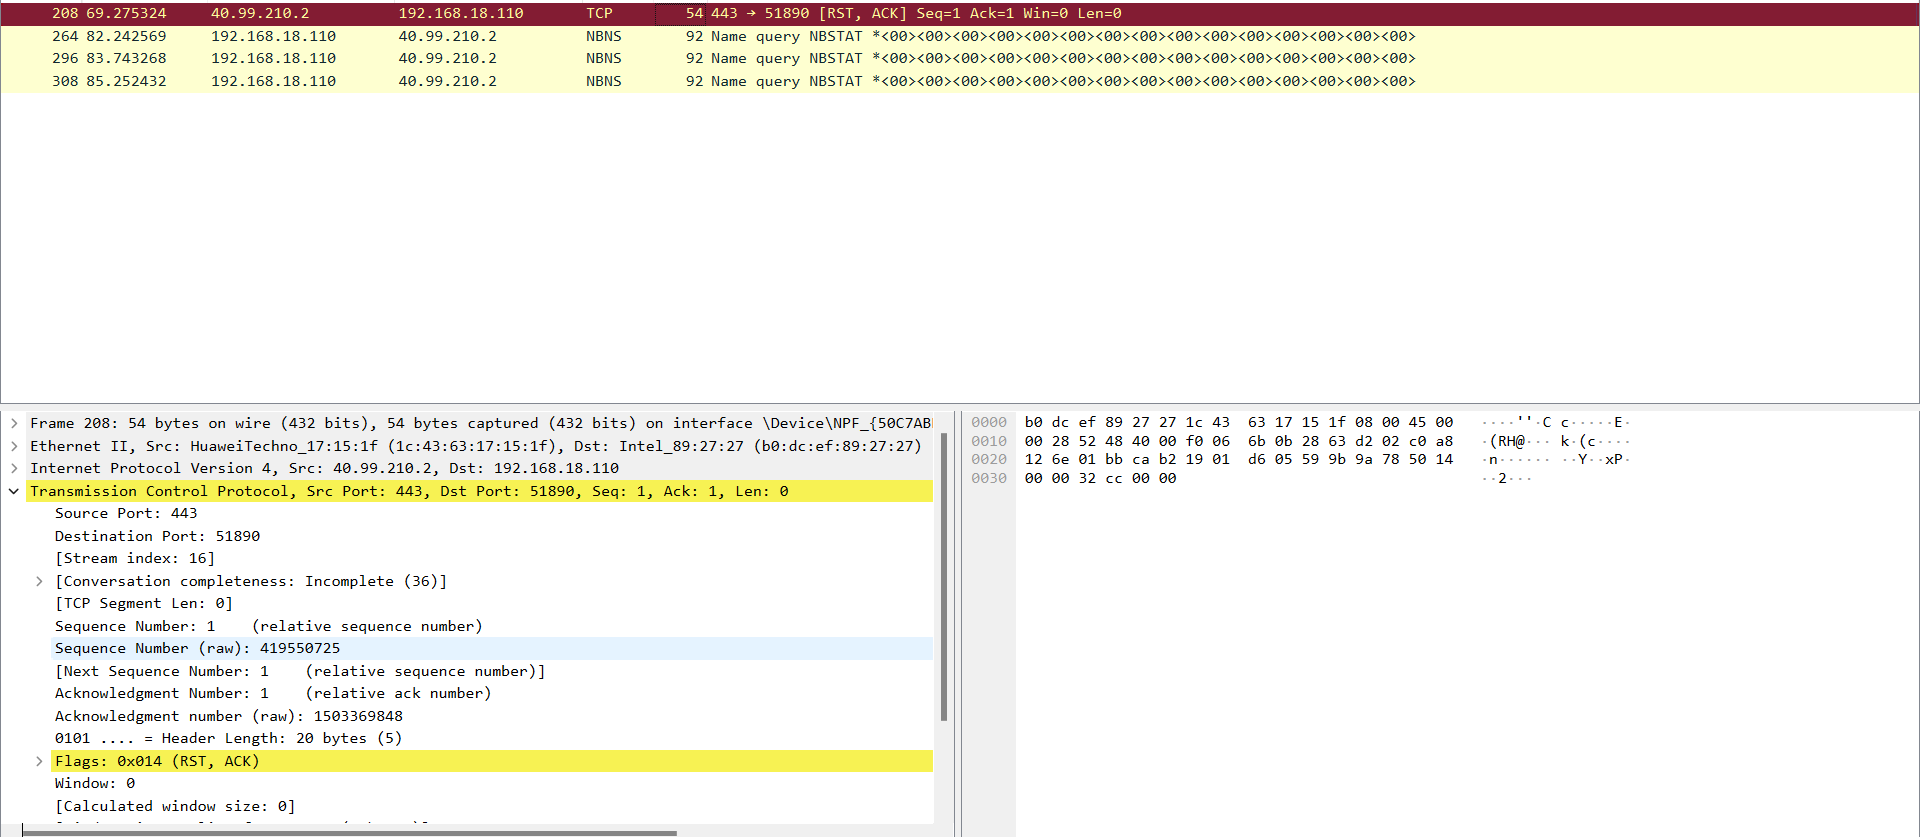 208 69.275324 40.99.210.2 192.168.18.110 TCP 54 443 → 51890 [RST, ACK] Seq=1 Ack=1 Win=0 Len=0
264 82.242569 192.168.18.110 40.99.210.2 NBNS 92 Name query NBSTAT *<00><00><00><00><00><00><00><00><00><00><00><00><00><00><00>
296 83.743268 192.168.18.110 40.99.210.2 NBNS 92 Name query NBSTAT *<00><00><00><00><00><00><00><00><00><00><00><00><00><00><00>
308 85.252432 192.168.18.110 40.99.210.2 NBNS 92 Name query NBSTAT *<00><00><00><00><00><00><00><00><00><00><00><00><00><00><00>
Frame 208: 54 bytes on wire (432 bits), 54 bytes captured (432 bits) on interface \Device\NPF_{50C7AB
Ethernet II, Src: HuaweiTechno_17:15:1f (1c:43:63:17:15:1f), Dst: Intel_89:27:27 (b0:dc:ef:89:27:27)
Internet Protocol Version 4, Src: 40.99.210.2, Dst: 192.168.18.110
Transmission Control Protocol, Src Port: 443, Dst Port: 51890, Seq: 1, Ack: 1, Len: 0
Source Port: 443
Destination Port: 51890
[Stream index: 16]
[Conversation completeness: Incomplete (36)]
[TCP Segment Len: 0]
Sequence Number: 1 (relative sequence number)
Sequence Number (raw): 419550725
[Next Sequence Number: 1 (relative sequence number)]
Acknowledgment Number: 1 (relative ack number)
Acknowledgment number (raw): 1503369848
0101 .... = Header Length: 20 bytes (5)
Flags: 0x014 (RST, ACK)
Window: 0
[Calculated window size: 0]
0000 b0 dc ef 89 27 27 1c 43 63 17 15 1f 08 00 45 00 ····''·C c·····E·
0010 00 28 52 48 40 00 f0 06 6b 0b 28 63 d2 02 c0 a8 ·(RH@··· k·(c····
0020 12 6e 01 bb ca b2 19 01 d6 05 59 9b 9a 78 50 14 ·n······ ··Y··xP·
0030 00 00 32 cc 00 00 ··2···